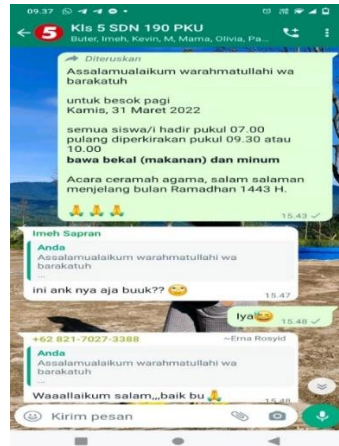 09.37
Kls 5 SDN 190 PKU
Buter, Imeh, Kevin, M, Mama, Olivia, Pa...
Diteruskan
Assalamualaikum warahmatullahi wa
barakatuh
untuk besok pagi
Kamis, 31 Maret 2022
semua siswa/i hadir pukul 07.00
pulang diperkirakan pukul 09.30 atau
10.00
bawa bekal (makanan) dan minum
Acara ceramah agama, salam salaman
menjelang bulan Ramadhan 1443 H.
🙏🙏🙏
15.43
Imeh Sapran
Anda
Assalamualaikum warahmatullahi wa
barakatuh
...
ini ank nya aja buuk??
15.47
Iya
15.48
+62 821-7027-3388 ~Erna Rosyid
Anda
Assalamualaikum warahmatullahi wa
barakatuh
...
Waaallaikum salam,,,baik bu🙏
15.48
Kirim pesan